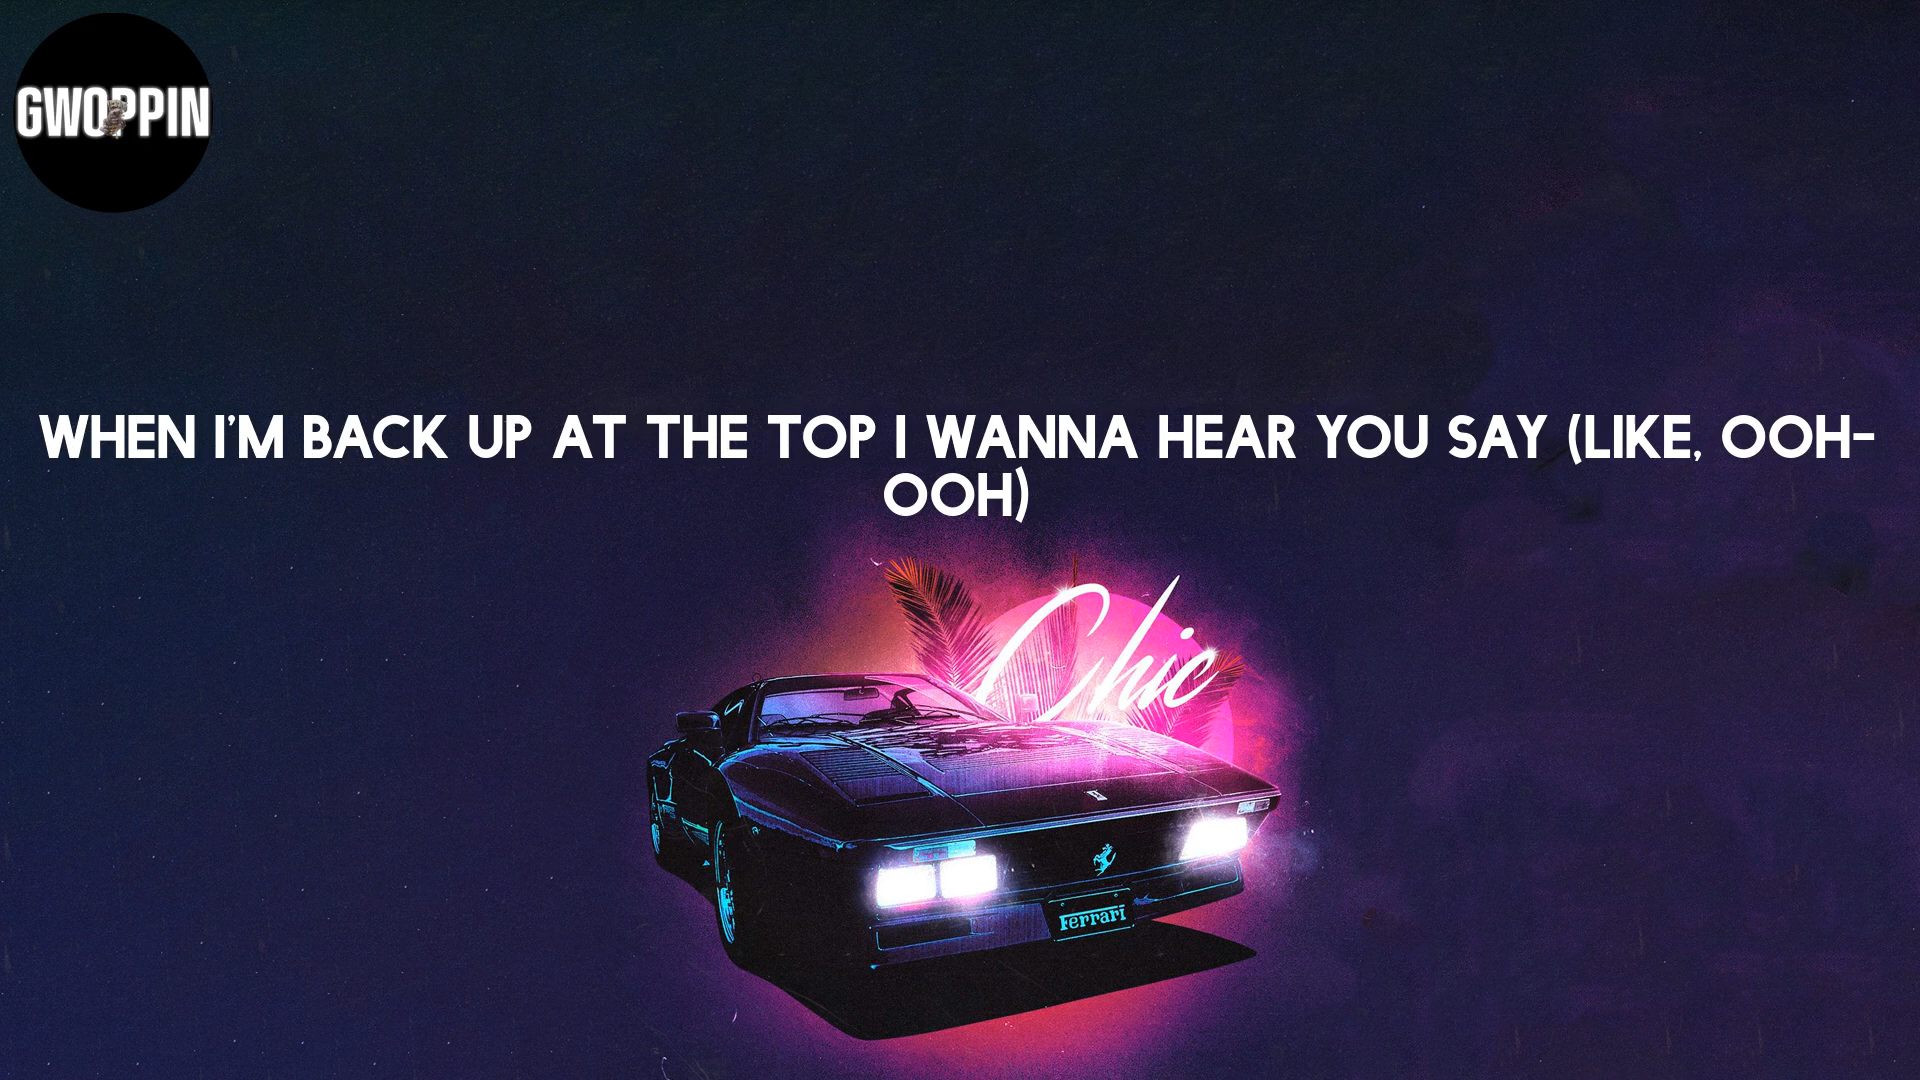 GWOPPIN
WHEN I'M BACK UP AT THE TOP I WANNA HEAR YOU SAY (LIKE, OOH-
OOH)
Chic
Ferrari